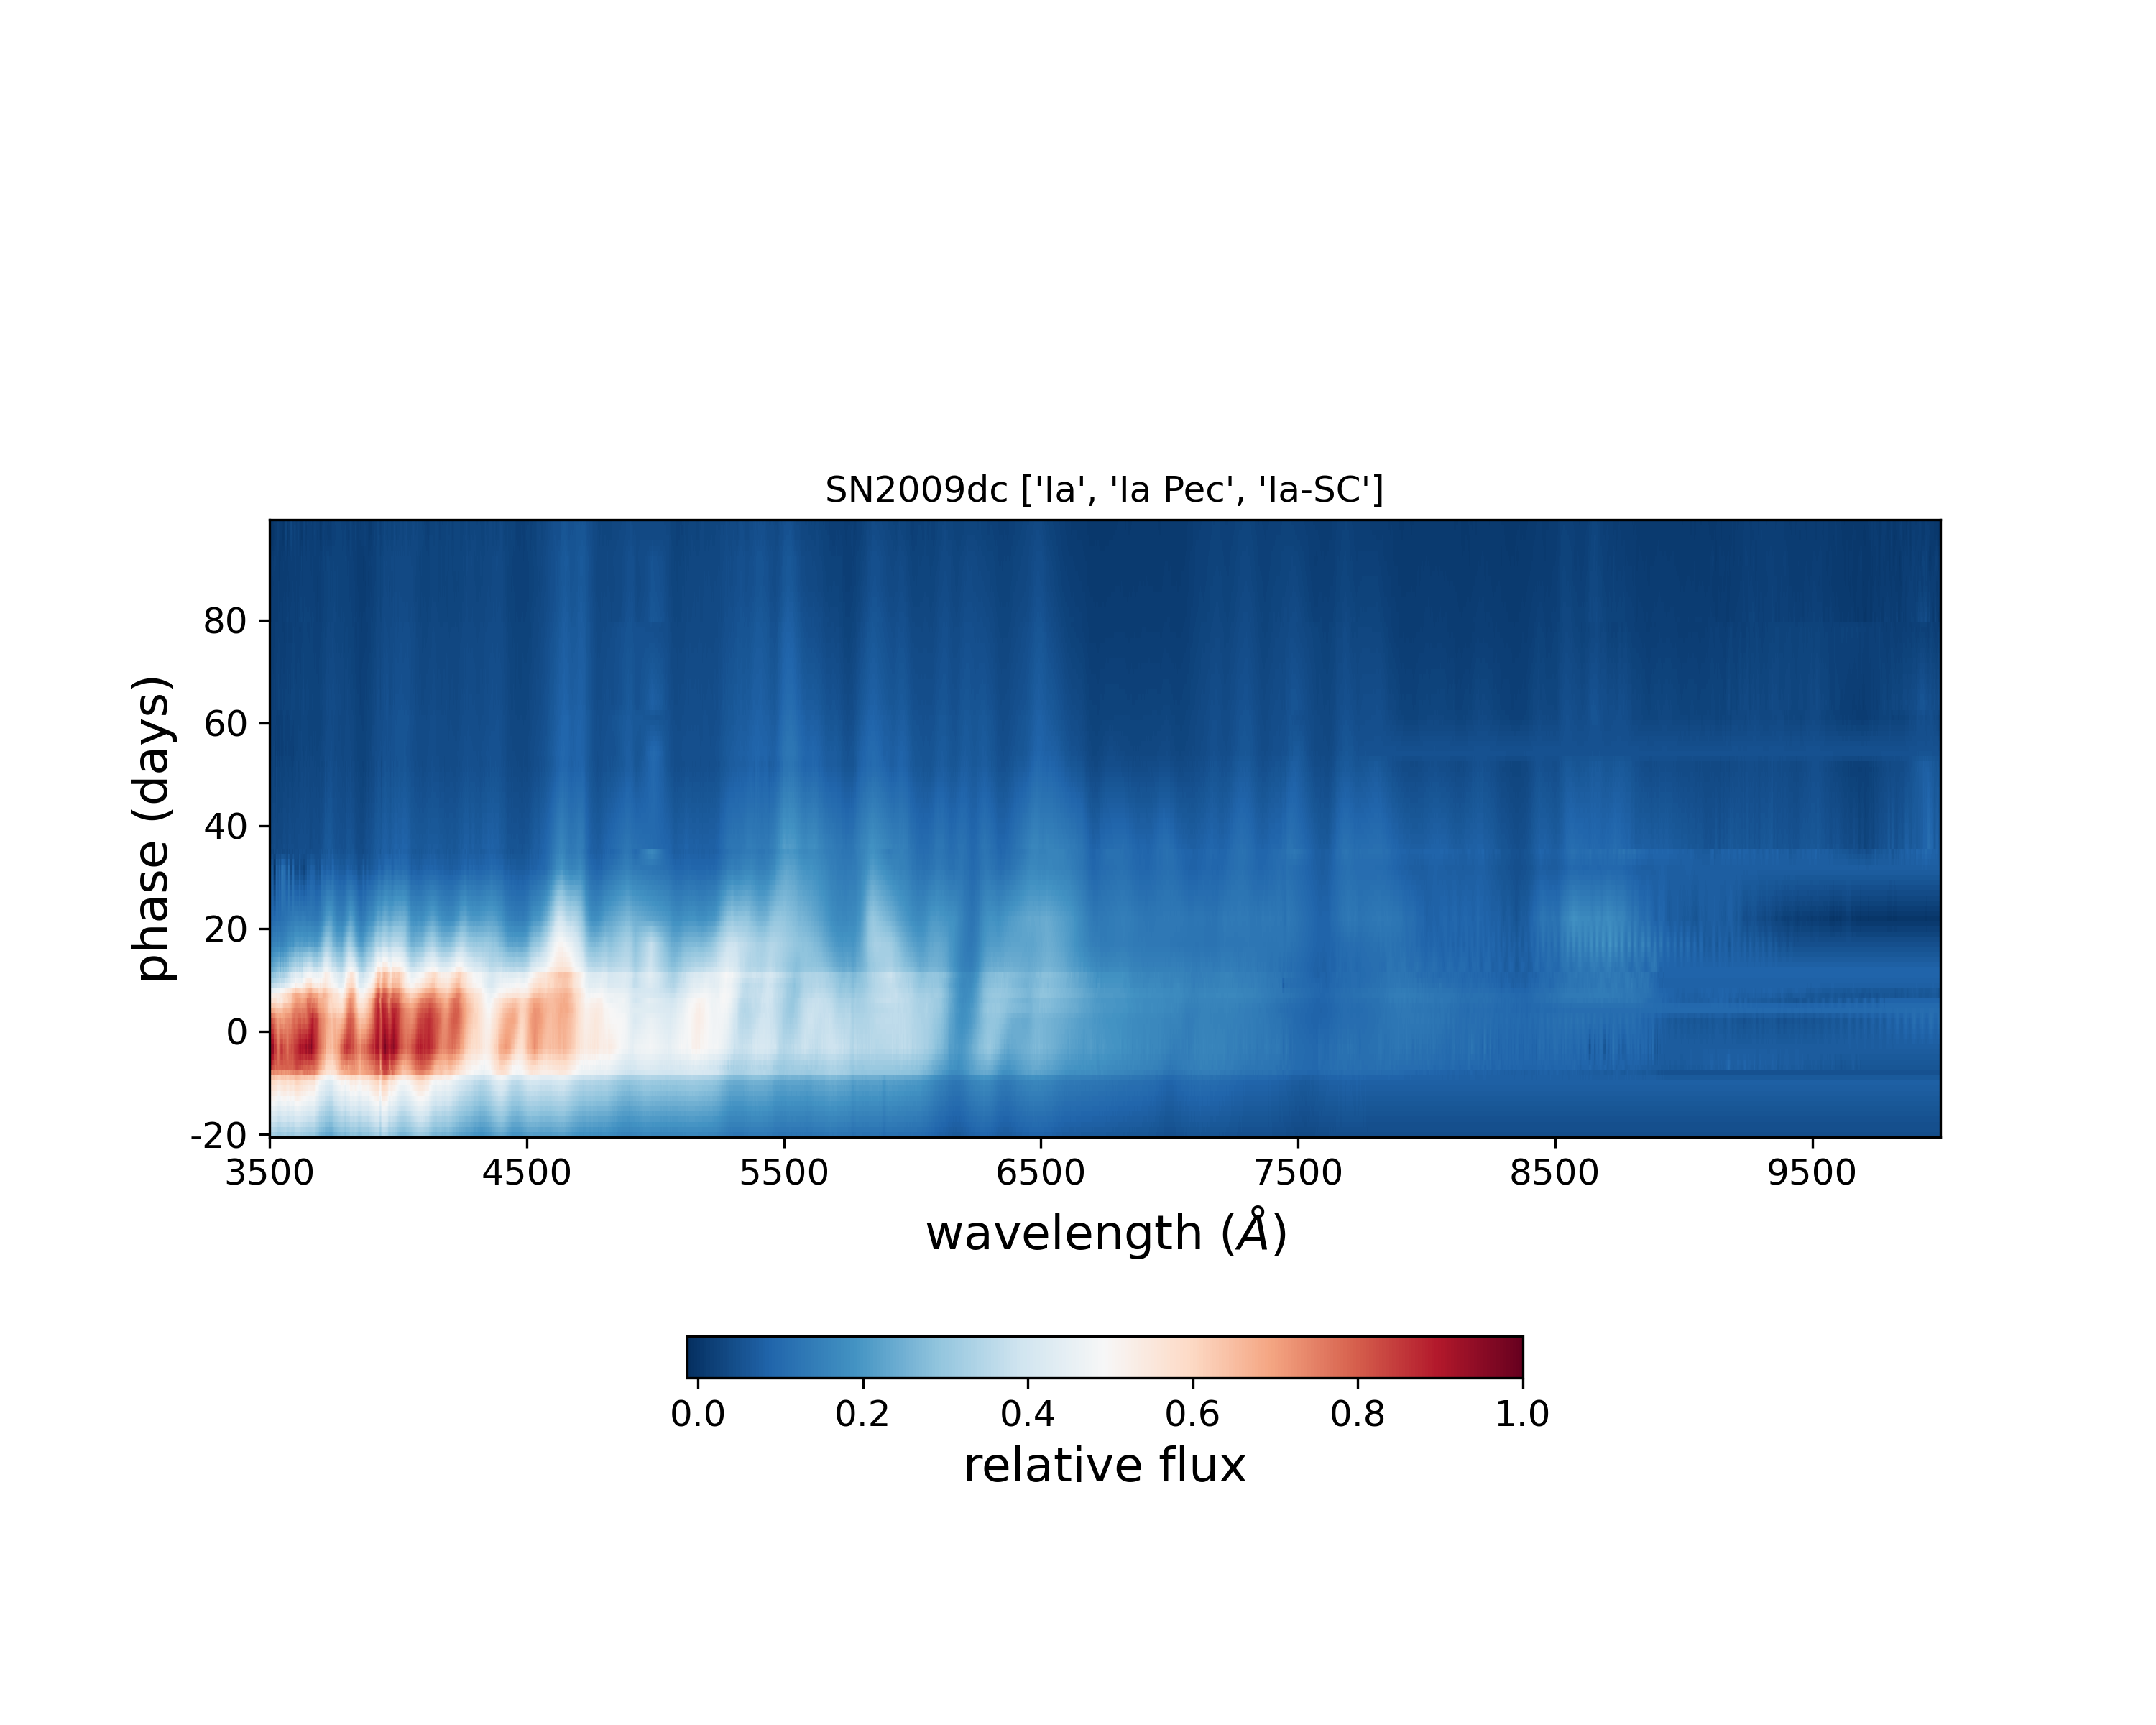 SN2009dc ['Ia', 'Ia Pec', 'Ia-SC']
80
60
40
20
0
-20
phase (days)
3500 4500 5500 6500 7500 8500 9500
wavelength (Å)
0.0 0.2 0.4 0.6 0.8 1.0
relative flux